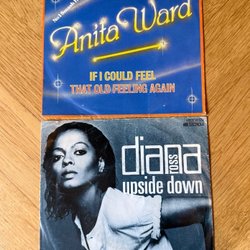 Anita Ward
IF I COULD FEEL
THAT OLD FEELING AGAIN
diana
ROSS
upside down